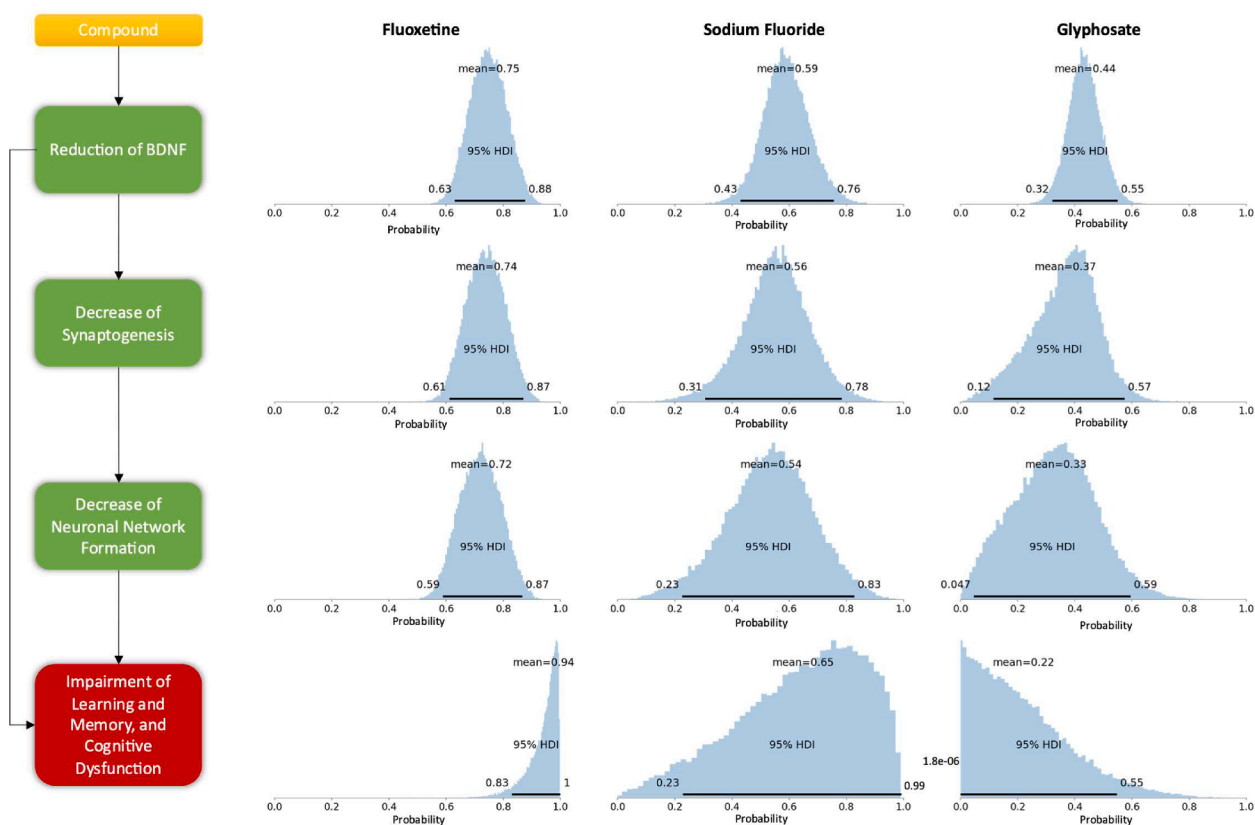 Compound
Fluoxetine
Sodium Fluoride
Glyphosate
Reduction of BDNF
mean=0.75
95% HDI
0.63
0.88
0.0 0.2 0.4 0.6 0.8 1.0
Probability
mean=0.59
95% HDI
0.43
0.76
0.0 0.2 0.4 0.6 0.8 1.0
Probability
mean=0.44
95% HDI
0.32
0.55
0.0 0.2 0.4 0.6 0.8 1.0
Probability
Decrease of
Synaptogenesis
mean=0.74
95% HDI
0.61
0.87
0.0 0.2 0.4 0.6 0.8 1.0
Probability
mean=0.56
95% HDI
0.31
0.78
0.0 0.2 0.4 0.6 0.8 1.0
Probability
mean=0.37
95% HDI
0.12
0.57
0.0 0.2 0.4 0.6 0.8 1.0
Probability
Decrease of
Neuronal Network
Formation
mean=0.72
95% HDI
0.59
0.87
0.0 0.2 0.4 0.6 0.8 1.0
Probability
mean=0.54
95% HDI
0.23
0.83
0.0 0.2 0.4 0.6 0.8 1.0
Probability
mean=0.33
95% HDI
0.047
0.59
0.0 0.2 0.4 0.6 0.8 1.0
Probability
Impairment of
Learning and
Memory, and
Cognitive
Dysfunction
mean=0.94
95% HDI
0.83
1
0.0 0.2 0.4 0.6 0.8 1.0
Probability
mean=0.65
95% HDI
0.23
0.99
0.0 0.2 0.4 0.6 0.8 1.0
Probability
mean=0.22
95% HDI
1.8e-06
0.55
0.0 0.2 0.4 0.6 0.8 1.0
Probability